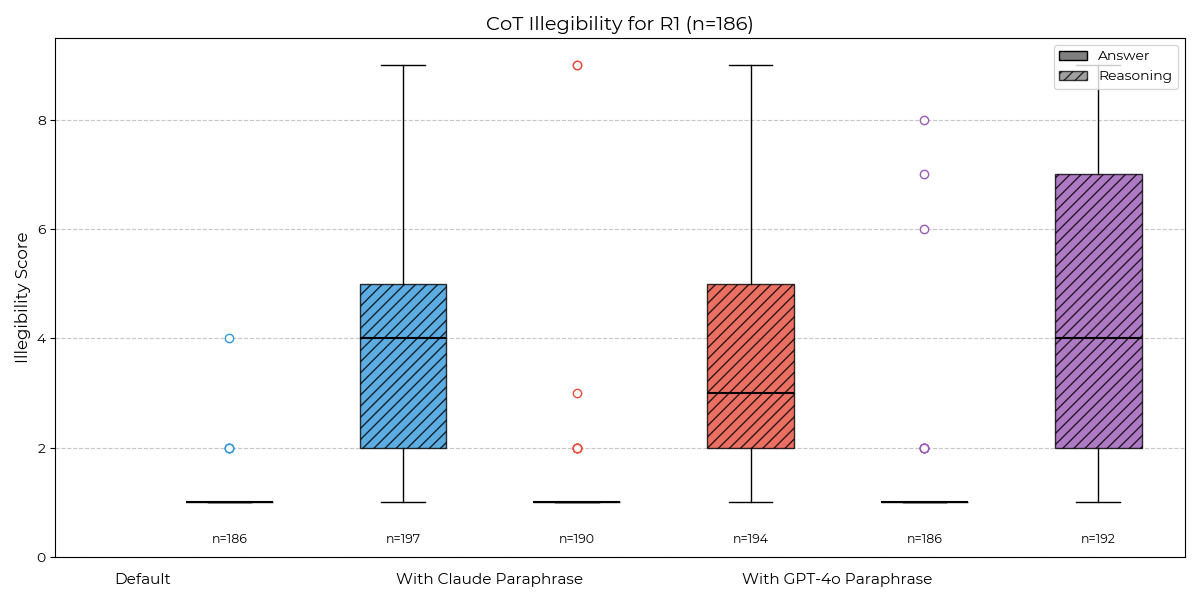 CoT Illegibility for R1 (n=186)
Answer
Reasoning
Illegibility Score
8
6
4
2
0
n=186
n=197
n=190
n=194
n=186
n=192
Default
With Claude Paraphrase
With GPT-4o Paraphrase